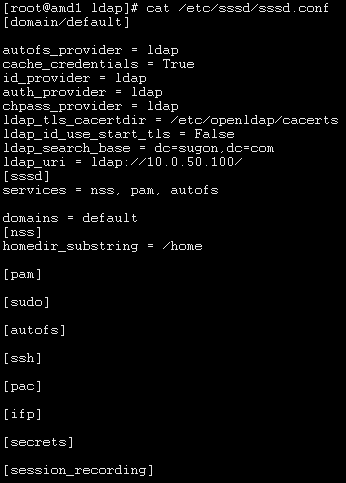 [root@amd1 ldap]# cat /etc/sssd/sssd.conf
[domain/default]
autofs_provider = ldap
cache_credentials = True
id_provider = ldap
auth_provider = ldap
chpass_provider = ldap
ldap_tls_cacertdir = /etc/openldap/cacerts
ldap_id_use_start_tls = False
ldap_search_base = dc=sugon,dc=com
ldap_uri = ldap://10.0.50.100/
[sssd]
services = nss, pam, autofs
domains = default
[nss]
homedir_substring = /home
[pam]
[sudo]
[autofs]
[ssh]
[pac]
[ifp]
[secrets]
[session_recording]